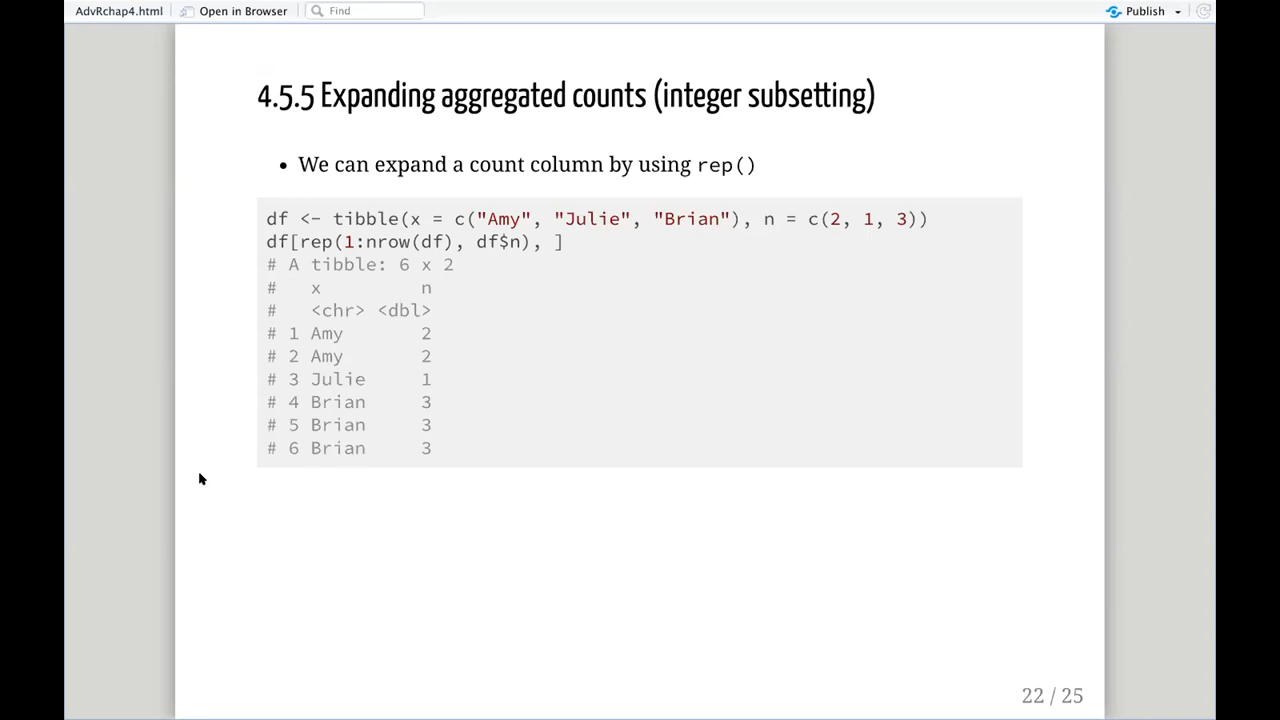 AdvRchap4.html Open in Browser Find Publish
4.5.5 Expanding aggregated counts (integer subsetting)
• We can expand a count column by using rep()
df <- tibble(x = c("Amy", "Julie", "Brian"), n = c(2, 1, 3))
df[rep(1:nrow(df), df$n), ]
# A tibble: 6 x 2
#   x          n
#   <chr> <dbl>
# 1 Amy       2
# 2 Amy       2
# 3 Julie     1
# 4 Brian     3
# 5 Brian     3
# 6 Brian     3
22 / 25